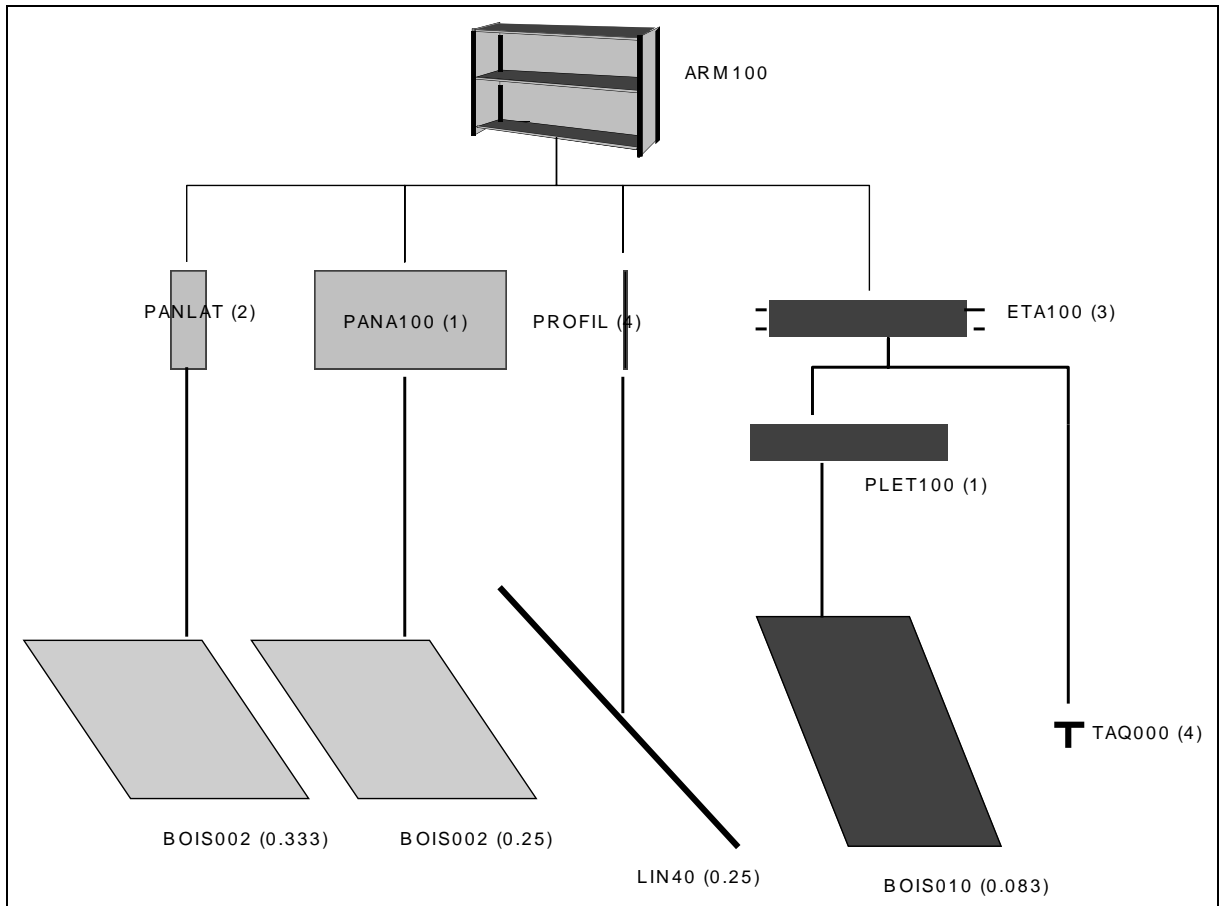 ARM100
PANLAT (2)
PANA100 (1)
PROFIL (4)
ETA100 (3)
PLET100 (1)
TAQ000 (4)
BOIS002 (0.333)
BOIS002 (0.25)
LIN40 (0.25)
BOIS010 (0.083)